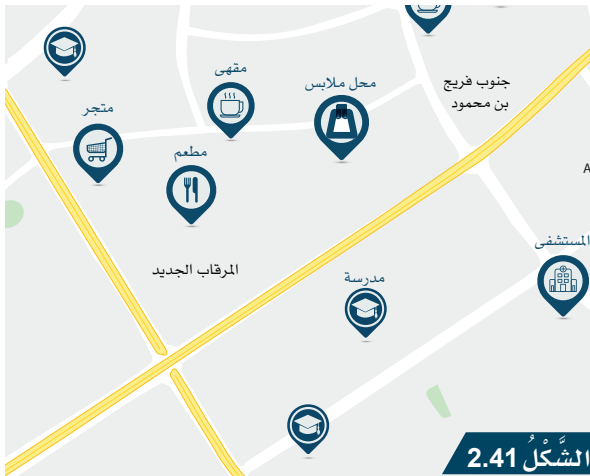 مقهى
محل ملابس
جنوب فريج
بن محمود
متجر
مطعم
A
المستشفى
المرقاب الجديد
مدرسة
الشَّكْلُ 2.41